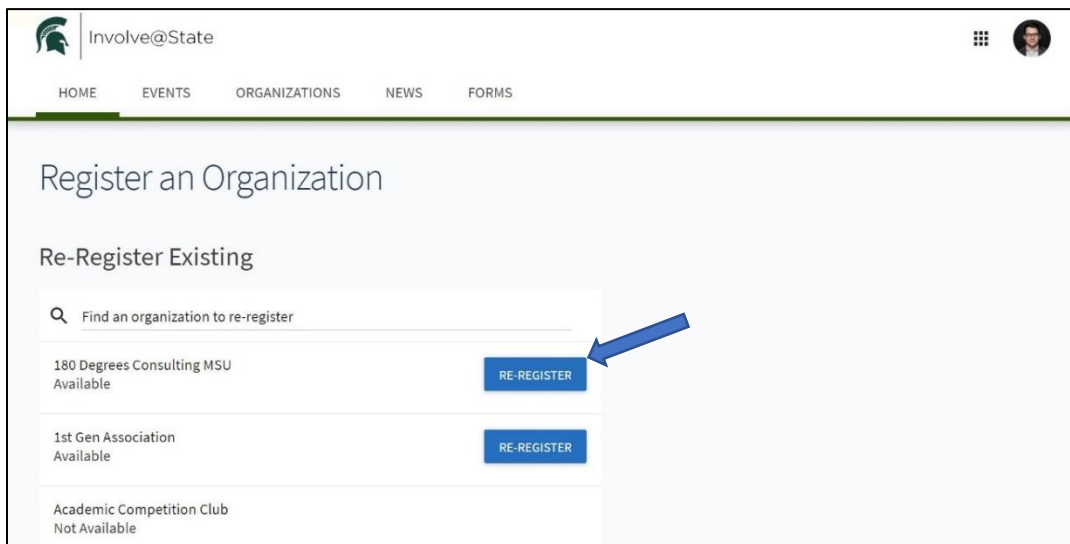 Involve@State
HOME EVENTS ORGANIZATIONS NEWS FORMS
Register an Organization
Re-Register Existing
Find an organization to re-register
180 Degrees Consulting MSU
Available
RE-REGISTER
1st Gen Association
Available
RE-REGISTER
Academic Competition Club
Not Available